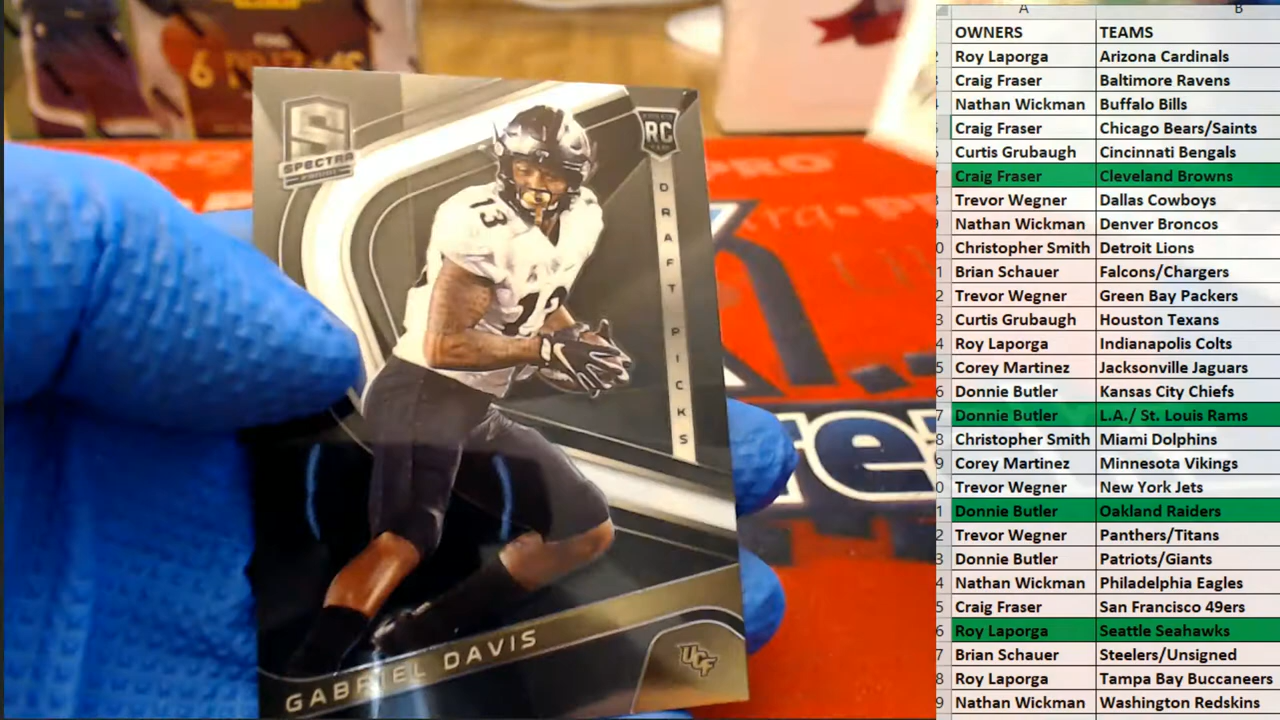 SPECTRA
PANINI
RC
DRAFT PICKS
13
GABRIEL DAVIS
UCF
PRO
A B
OWNERS TEAMS
Roy Laporga Arizona Cardinals
Craig Fraser Baltimore Ravens
Nathan Wickman Buffalo Bills
Craig Fraser Chicago Bears/Saints
Curtis Grubaugh Cincinnati Bengals
Craig Fraser Cleveland Browns
Trevor Wegner Dallas Cowboys
Nathan Wickman Denver Broncos
Christopher Smith Detroit Lions
Brian Schauer Falcons/Chargers
Trevor Wegner Green Bay Packers
Curtis Grubaugh Houston Texans
Roy Laporga Indianapolis Colts
Corey Martinez Jacksonville Jaguars
Donnie Butler Kansas City Chiefs
Donnie Butler L.A./ St. Louis Rams
Christopher Smith Miami Dolphins
Corey Martinez Minnesota Vikings
Trevor Wegner New York Jets
Donnie Butler Oakland Raiders
Trevor Wegner Panthers/Titans
Donnie Butler Patriots/Giants
Nathan Wickman Philadelphia Eagles
Craig Fraser San Francisco 49ers
Roy Laporga Seattle Seahawks
Brian Schauer Steelers/Unsigned
Roy Laporga Tampa Bay Buccaneers
Nathan Wickman Washington Redskins